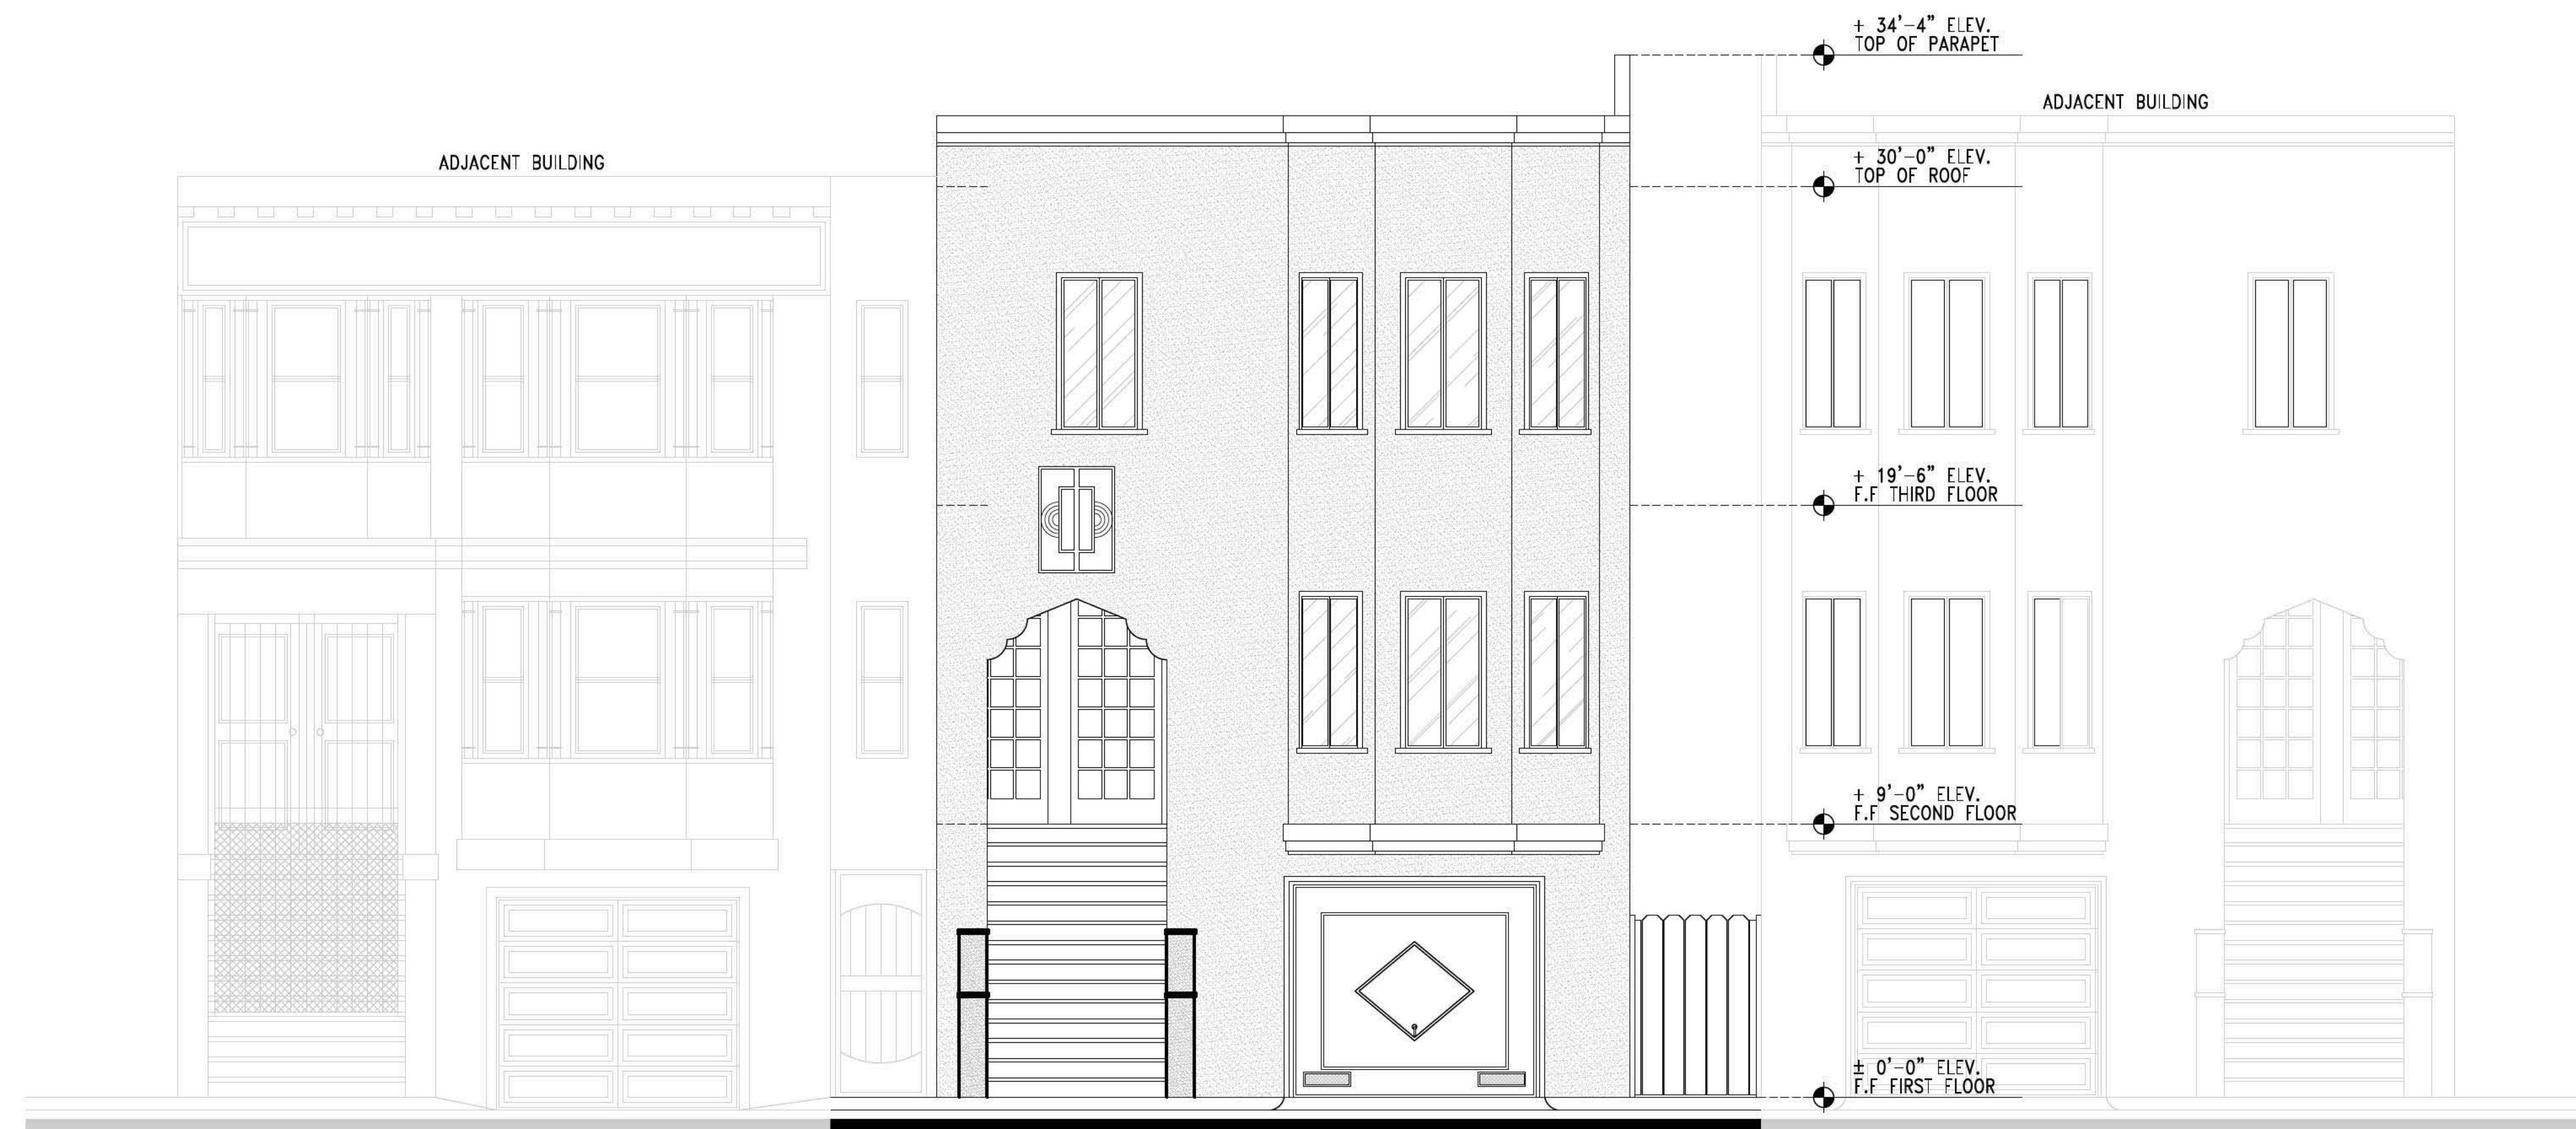 + 34'-4" ELEV.
TOP OF PARAPET
ADJACENT BUILDING
ADJACENT BUILDING
+ 30'-0" ELEV.
TOP OF ROOF
+ 19'-6" ELEV.
F.F THIRD FLOOR
+ 9'-0" ELEV.
F.F SECOND FLOOR
± 0'-0" ELEV.
F.F FIRST FLOOR